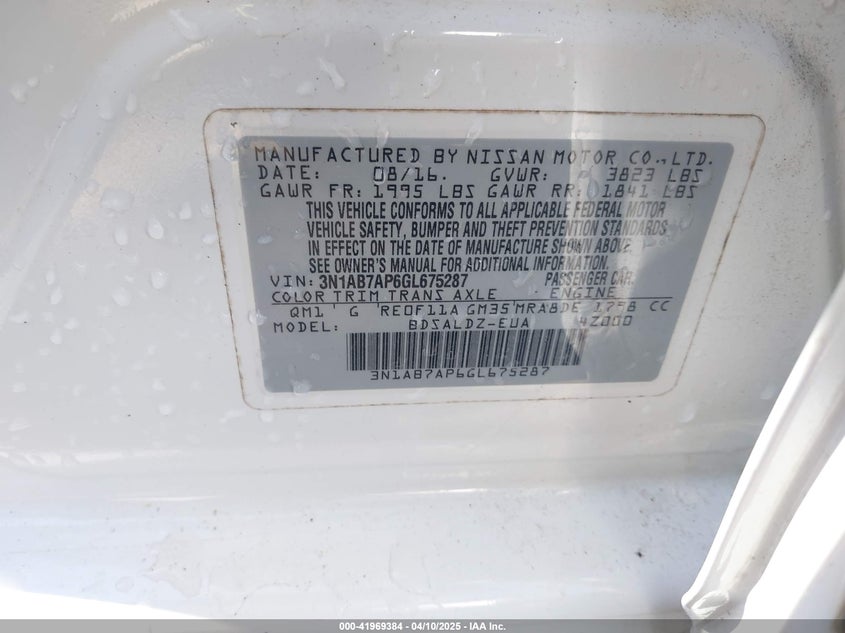 MANUFACTURED BY NISSAN MOTOR CO.,LTD.
DATE: 08/16. GVWR: 3823 LBS
GAWR FR: 1995 LBS GAWR RR: 1841 LBS
THIS VEHICLE CONFORMS TO ALL APPLICABLE FEDERAL MOTOR
VEHICLE SAFETY, BUMPER AND THEFT PREVENTION STANDARDS
IN EFFECT ON THE DATE OF MANUFACTURE SHOWN ABOVE.
SEE OWNER'S MANUAL FOR ADDITIONAL INFORMATION.
VIN: 3N1AB7AP6GL675287 PASSENGER CAR.
COLOR TRIM TRANS AXLE ENGINE
QM1 G RE0F11A GM35 MRA8DE 1798 CC
MODEL: BDSALDZ-EUA 4Z000
3N1AB7AP6GL675287
000-41969384 / 04/10/2025 - IAA Inc.